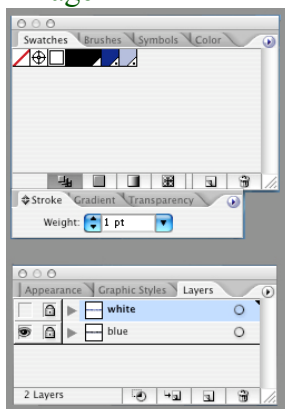 Swatches Brushes Symbols Color
Stroke Gradient Transparency
Weight: 1 pt
Appearance Graphic Styles Layers
white
blue
2 Layers